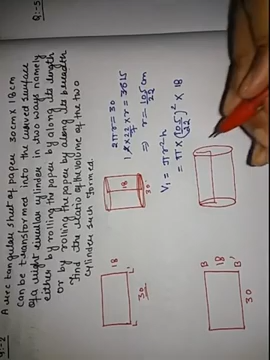 Q:-2
A rectangular sheet of paper 30cm x 18cm
can be transformed into the curved surface
of a right circular cylinder in two ways namely
either by rolling the paper by along its length
or by rolling the paper by along its breadth
find the ratio of the volume of the two
cylinder such formed.
L
L'
30
18
18
30
2πr = 30
r = 105/22 cm
V₁ = πr²h
= π × (105/22)² × 18
B
B'
18
30